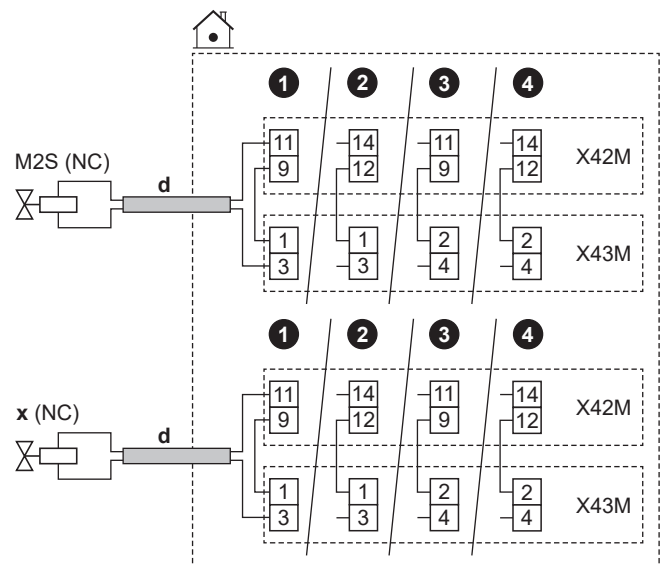 1 2 3 4
11 14 11 14
M2S (NC) 9 12 9 12 X42M
d
1 1 2 2
3 3 4 4 X43M
1 2 3 4
11 14 11 14
x (NC) 9 12 9 12 X42M
d
1 1 2 2
3 3 4 4 X43M